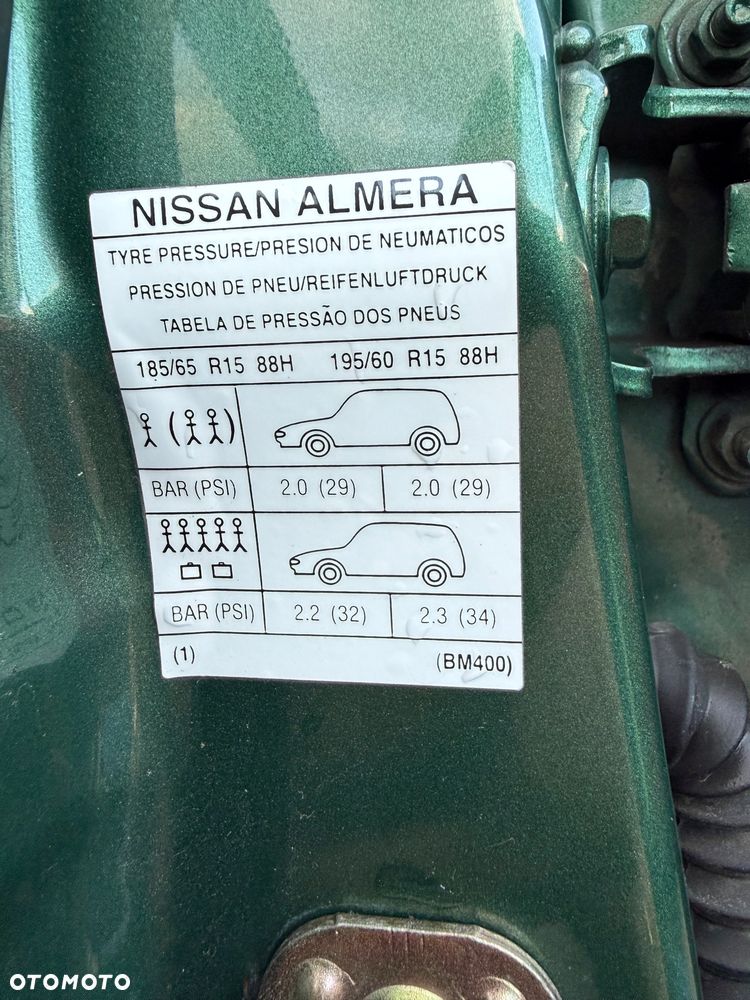 NISSAN ALMERA
TYRE PRESSURE/PRESION DE NEUMATICOS
PRESSION DE PNEU/REIFENLUFTDRUCK
TABELA DE PRESSÃO DOS PNEUS
185/65 R15 88H 195/60 R15 88H
( )
BAR (PSI) 2.0 (29) 2.0 (29)
BAR (PSI) 2.2 (32) 2.3 (34)
(1) (BM400)
OTOMOTO